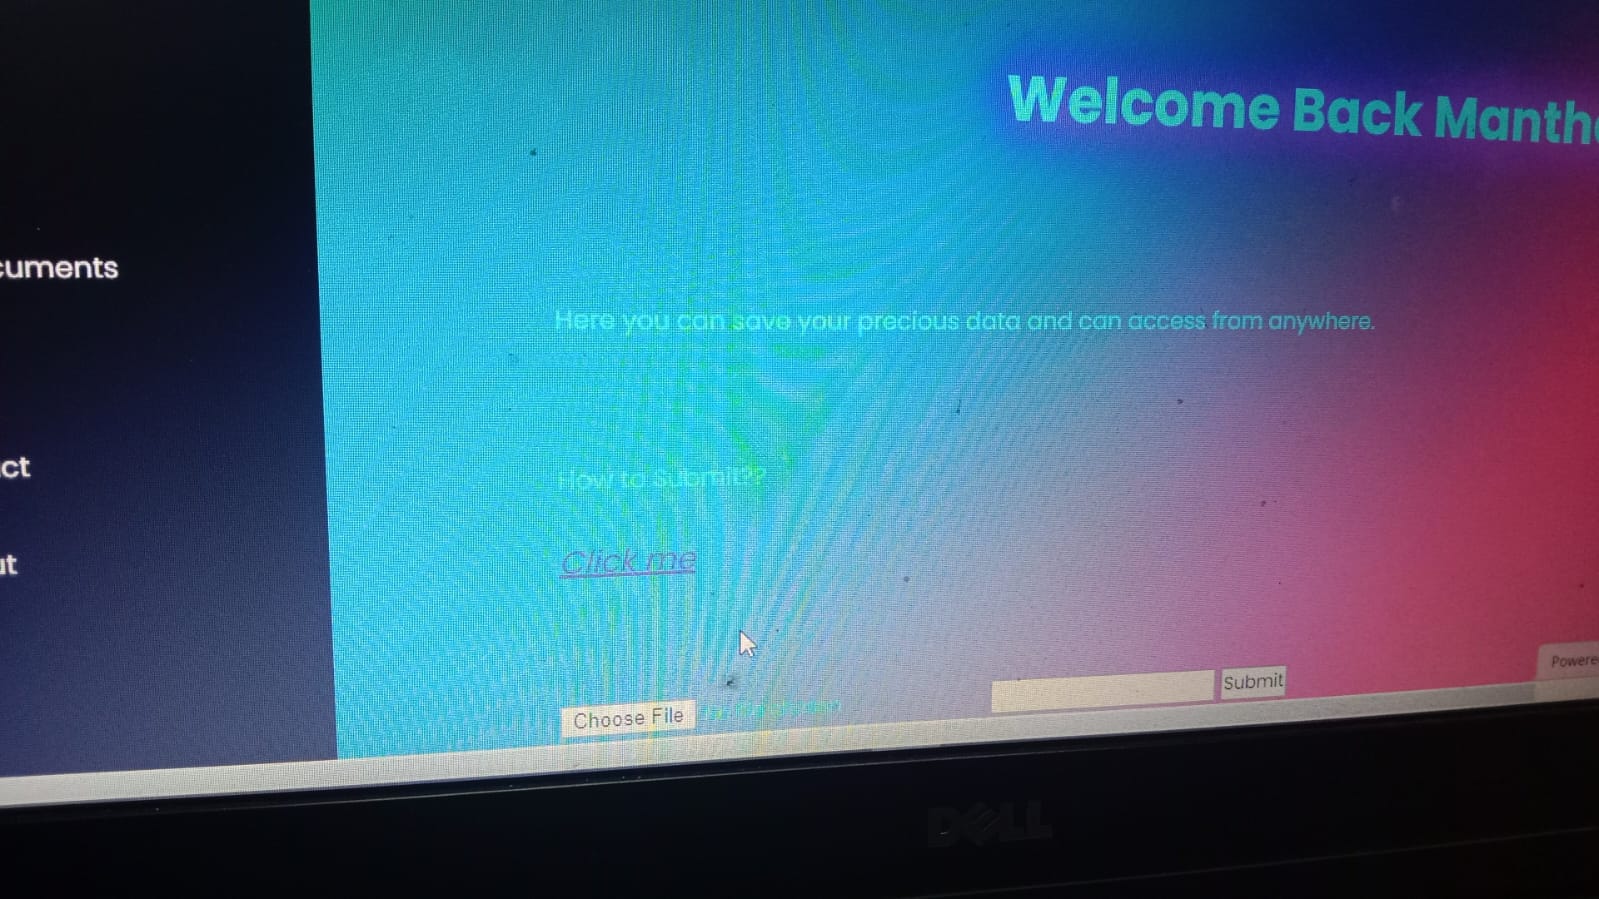 Welcome Back Manth
cuments
Here you can save your precious data and can access from anywhere.
ct
How to Submit??
ut
Click me
Submit
Powere
Choose File
DELL